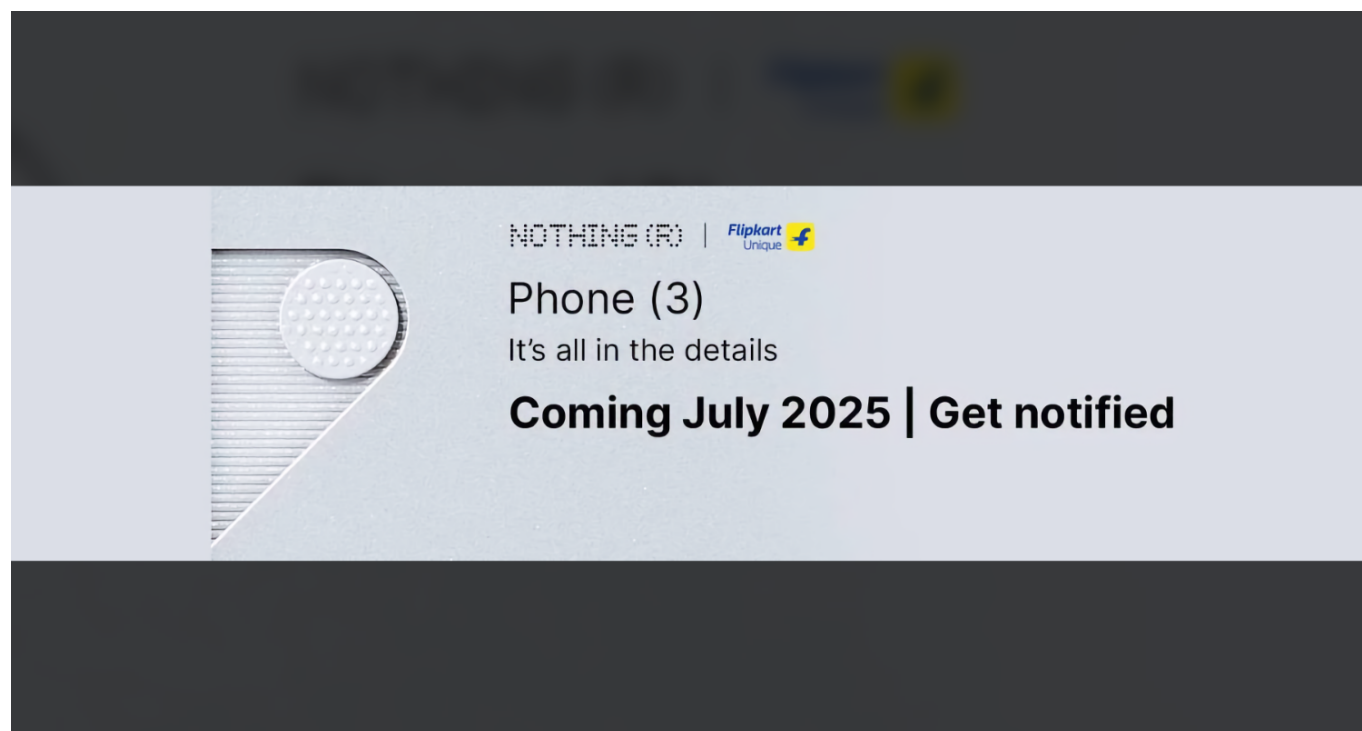 NOTHING (R) | Flipkart
Unique
Phone (3)
It's all in the details
Coming July 2025 | Get notified